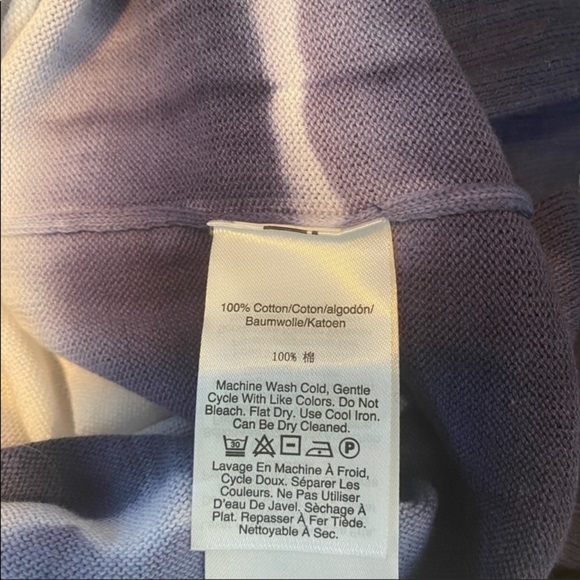 100% Cotton/Coton/algodón/
Baumwolle/Katoen
100% 棉
Machine Wash Cold, Gentle
Cycle With Like Colors. Do Not
Bleach. Flat Dry. Use Cool Iron.
Can Be Dry Cleaned.
30 P
Lavage En Machine À Froid,
Cycle Doux. Séparer Les
Couleurs. Ne Pas Utiliser
D'eau De Javel. Sèchage À
Plat. Repasser À Fer Tiède.
Nettoyable À Sec.